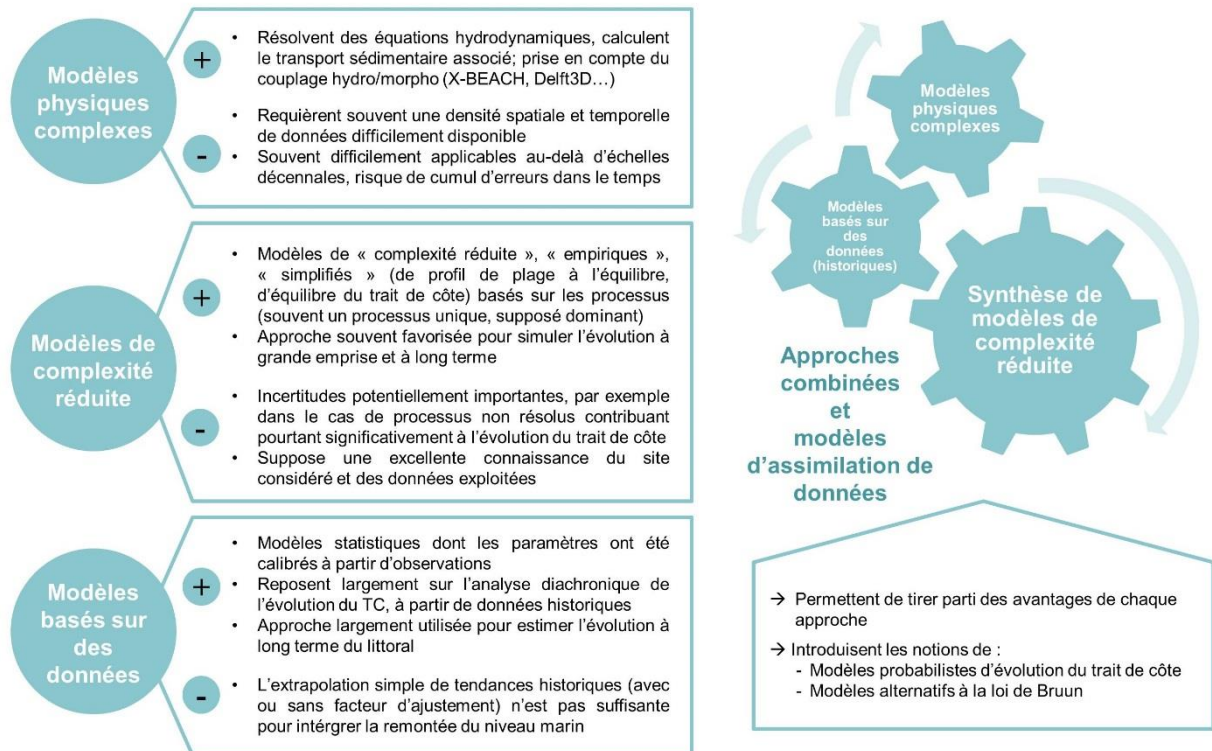 Modèles
physiques
complexes
+
• Résolvent des équations hydrodynamiques, calculent
le transport sédimentaire associé; prise en compte du
couplage hydro/morpho (X-BEACH, Delft3D…)
-
• Requièrent souvent une densité spatiale et temporelle
de données difficilement disponible
• Souvent difficilement applicables au-delà d’échelles
décennales, risque de cumul d’erreurs dans le temps
Modèles de
complexité
réduite
+
• Modèles de « complexité réduite », « empiriques »,
« simplifiés » (de profil de plage à l’équilibre,
d’équilibre du trait de côte) basés sur les processus
(souvent un processus unique, supposé dominant)
• Approche souvent favorisée pour simuler l’évolution à
grande emprise et à long terme
-
• Incertitudes potentiellement importantes, par exemple
dans le cas de processus non résolus contribuant
pourtant significativement à l’évolution du trait de côte
• Suppose une excellente connaissance du site
considéré et des données exploitées
Modèles
basés sur
des
données
+
• Modèles statistiques dont les paramètres ont été
calibrés à partir d’observations
• Reposent largement sur l’analyse diachronique de
l’évolution du TC, à partir de données historiques
• Approche largement utilisée pour estimer l’évolution à
long terme du littoral
-
• L’extrapolation simple de tendances historiques (avec
ou sans facteur d’ajustement) n’est pas suffisante
pour intérgrer la remontée du niveau marin
Modèles
physiques
complexes
Modèles
basés sur
des
données
(historiques)
Synthèse de
modèles de
complexité
réduite
Approches
combinées
et
modèles
d’assimilation de
données
→ Permettent de tirer parti des avantages de chaque
approche
→ Introduisent les notions de :
- Modèles probabilistes d’évolution du trait de côte
- Modèles alternatifs à la loi de Bruun